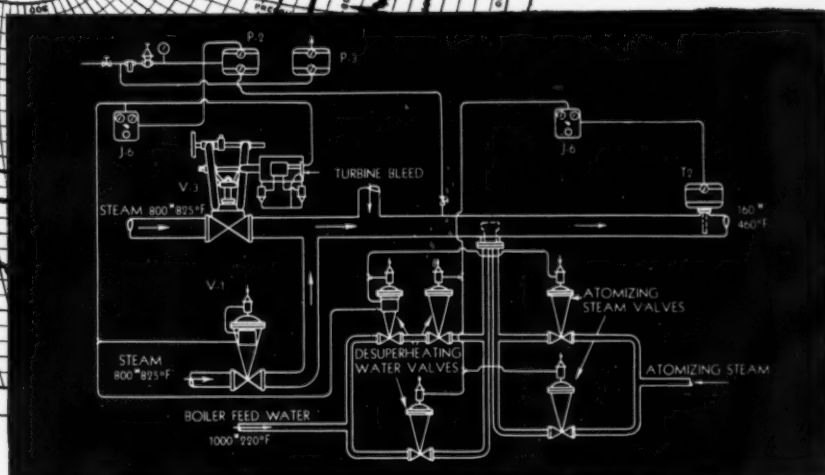 P.2
P.3
J-6
J-6
T2
V.3
TURBINE BLEED
STEAM 800# 825°F
160#
460°F
V.1
ATOMIZING
STEAM VALVES
STEAM
800# 825°F
DESUPERHEATING
WATER VALVES
ATOMIZING STEAM
BOILER FEED WATER
1000# 220°F